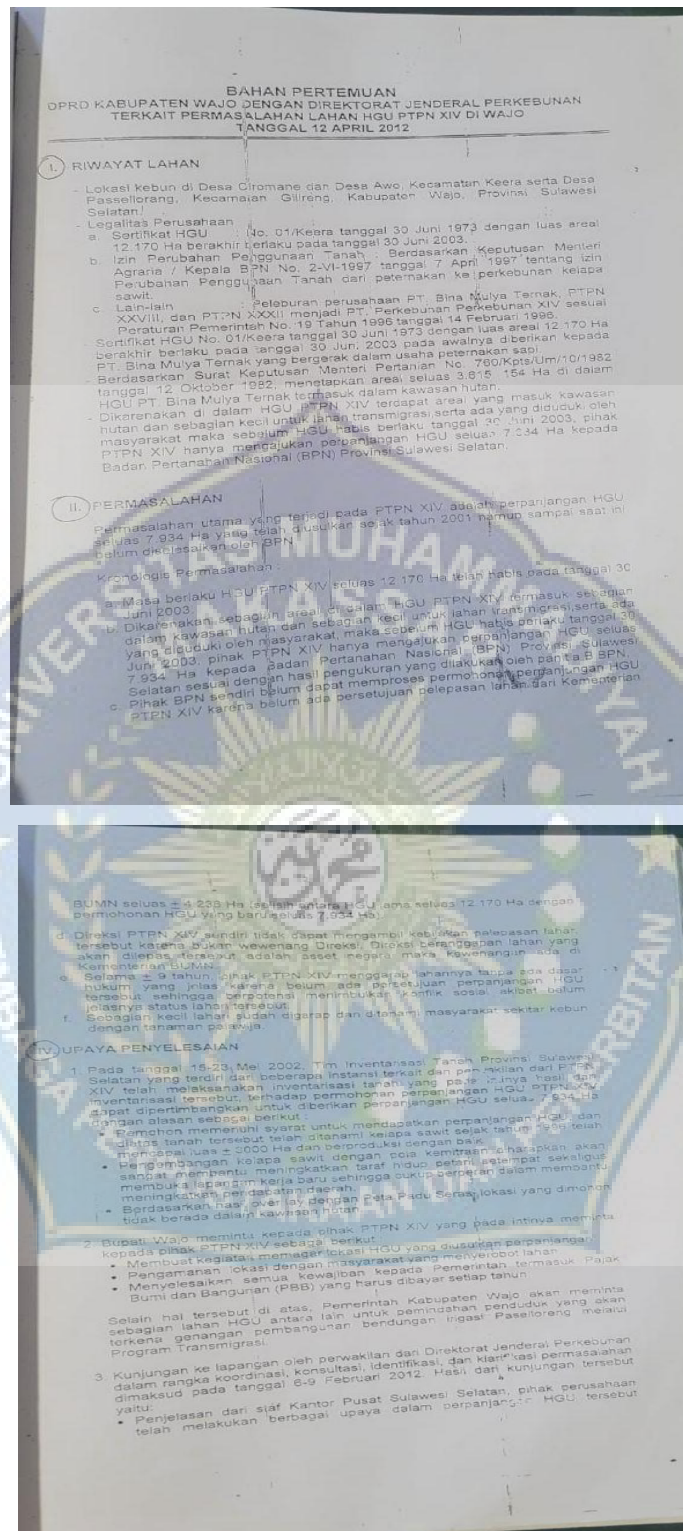 BAHAN PERTEMUAN
DPRD KABUPATEN WAJO DENGAN DIREKTORAT JENDERAL PERKEBUNAN
TERKAIT PERMASALAHAN LAHAN HGU PTPN XIV DI WAJO
TANGGAL 12 APRIL 2012
I. RIWAYAT LAHAN
- Lokasi kebun di Desa Ciromane dan Desa Awo, Kecamatan Keera serta Desa
Passellorang, Kecamatan Gilireng, Kabupaten Wajo, Provinsi Sulawesi
Selatan.
- Legalitas Perusahaan
a. Sertifikat HGU : No. 01/Keera tanggal 30 Juni 1973 dengan luas areal
12.170 Ha berakhir berlaku pada tanggal 30 Juni 2003.
b. Izin Perubahan Penggunaan Tanah : Berdasarkan Keputusan Menteri
Agraria / Kepala BPN No. 2-VI-1997 tanggal 7 April 1997 tentang izin
Perubahan Penggunaan Tanah dari peternakan ke perkebunan kelapa
sawit.
c. Lain-lain : Peleburan perusahaan PT. Bina Mulya Ternak, PTPN
XXVIII, dan PTPN XXXII menjadi PT. Perkebunan Perkebunan XIV sesuai
Peraturan Pemerintah No. 19 Tahun 1996 tanggal 14 Februari 1996.
- Sertifikat HGU No. 01/Keera tanggal 30 Juni 1973 dengan luas areal 12.170 Ha
berakhir berlaku pada tanggal 30 Juni 2003 pada awalnya diberikan kepada
PT. Bina Mulya Ternak yang bergerak dalam usaha peternakan sapi.
- Berdasarkan Surat Keputusan Menteri Pertanian No. 760/Kpts/Um/10/1982
tanggal 12 Oktober 1982, menetapkan areal seluas 3.615.154 Ha di dalam
HGU PT. Bina Mulya Ternak termasuk dalam kawasan hutan.
- Dikarenakan di dalam HGU PTPN XIV terdapat areal yang masuk kawasan
hutan dan sebagian kecil untuk lahan transmigrasi,serta ada yang diduduki oleh
masyarakat maka sebelum HGU habis berlaku tanggal 30 Juni 2003, pihak
PTPN XIV hanya mengajukan perpanjangan HGU seluas 7.934 Ha kepada
Badan Pertanahan Nasional (BPN) Provinsi Sulawesi Selatan.
II. PERMASALAHAN
Permasalahan utama yang terjadi pada PTPN XIV adalah perpanjangan HGU
seluas 7.934 Ha yang telah diusulkan sejak tahun 2001 namun sampai saat ini
belum diselesaikan oleh BPN
Kronologis Permasalahan :
a. Masa berlaku HGU PTPN XIV seluas 12.170 Ha telah habis pada tanggal 30
Juni 2003.
b. Dikarenakan sebagian areal di dalam HGU PTPN XIV termasuk sebagian
dalam kawasan hutan dan sebagian kecil untuk lahan transmigrasi,serta ada
yang diduduki oleh masyarakat, maka sebelum HGU habis berlaku tanggal 30
Juni 2003, pihak PTPN XIV hanya mengajukan perpanjangan HGU seluas
7.934 Ha kepada Badan Pertanahan Nasional (BPN) Provinsi Sulawesi
Selatan sesuai dengan hasil pengukuran yang dilakukan oleh panitia B BPN.
c. Pihak BPN sendiri belum dapat memproses permohonan perpanjangan HGU
PTPN XIV karena belum ada persetujuan pelepasan lahan dari Kementerian
BUMN seluas ± 4.236 Ha (selisih antara HGU lama seluas 12.170 Ha dengan
permohonan HGU yang baru seluas 7.934 Ha)
d. Direksi PTPN XIV sendiri tidak dapat mengambil kebijakan pelepasan lahan
tersebut karena bukan wewenang Direksi. Direksi beranggapan lahan yang
akan dilepas tersebut adalah asset negara maka kewenangan ada di
Kementerian BUMN.
e. Selama ± 9 tahun, pihak PTPN XIV menggarap lahannya tanpa ada dasar
hukum yang jelas karena belum ada persetujuan perpanjangan HGU
tersebut sehingga berpotensi menimbulkan konflik sosial akibat belum
jelasnya status lahan tersebut.
f. Sebagian kecil lahan sudah digarap dan ditanami masyarakat sekitar kebun
dengan tanaman palawija.
IV. UPAYA PENYELESAIAN
1. Pada tanggal 15-23 Mei 2002, Tim Inventarisasi Tanah Provinsi Sulawesi
Selatan yang terdiri dari beberapa instansi terkait dan perwakilan dari PTPN
XIV telah melaksanakan inventarisasi tanah yang pada intinya hasil dari
inventarisasi tersebut, terhadap permohonan perpanjangan HGU PTPN XIV
dapat dipertimbangkan untuk diberikan perpanjangan HGU seluas 7.934 Ha
dengan alasan sebagai berikut :
• Pemohon memenuhi syarat untuk mendapatkan perpanjangan HGU dan
diatas tanah tersebut telah ditanami kelapa sawit sejak tahun 1996 telah
mencapai luas ± 2000 Ha dan berproduksi dengan baik
• Pengembangan kelapa sawit dengan pola kemitraan diharapkan akan
sangat membantu meningkatkan taraf hidup petani setempat sekaligus
membuka lapangan kerja baru sehingga cukup berperan dalam membantu
meningkatkan pendapatan daerah.
• Berdasarkan hasil over lay dengan Peta Padu Serasi lokasi yang dimohon
tidak berada dalam kawasan hutan.
2. Bupati Wajo meminta kepada pihak PTPN XIV yang pada intinya meminta
kepada pihak PTPN XIV sebagai berikut:
• Membuat kegiatan memagar lokasi HGU yang diusulkan perpanjangan
• Pengamanan lokasi dengan masyarakat yang menyerobot lahan
• Menyelesaikan semua kewajiban kepada Pemerintah termasuk Pajak
Bumi dan Bangunan (PBB) yang harus dibayar setiap tahun
Selain hal tersebut di atas, Pemerintah Kabupaten Wajo akan meminta
sebagian lahan HGU antara lain untuk pemindahan penduduk yang akan
terkena genangan pembangunan bendungan irigasi Paselloreng melalui
Program Transmigrasi.
3. Kunjungan ke lapangan oleh perwakilan dari Direktorat Jenderal Perkebunan
dalam rangka koordinasi, konsultasi, identifikasi, dan klarifikasi permasalahan
dimaksud pada tanggal 6-9 Februari 2012. Hasil dari kunjungan tersebut
yaitu:
• Penjelasan dari staf Kantor Pusat Sulawesi Selatan, pihak perusahaan
telah melakukan berbagai upaya dalam perpanjangan HGU tersebut